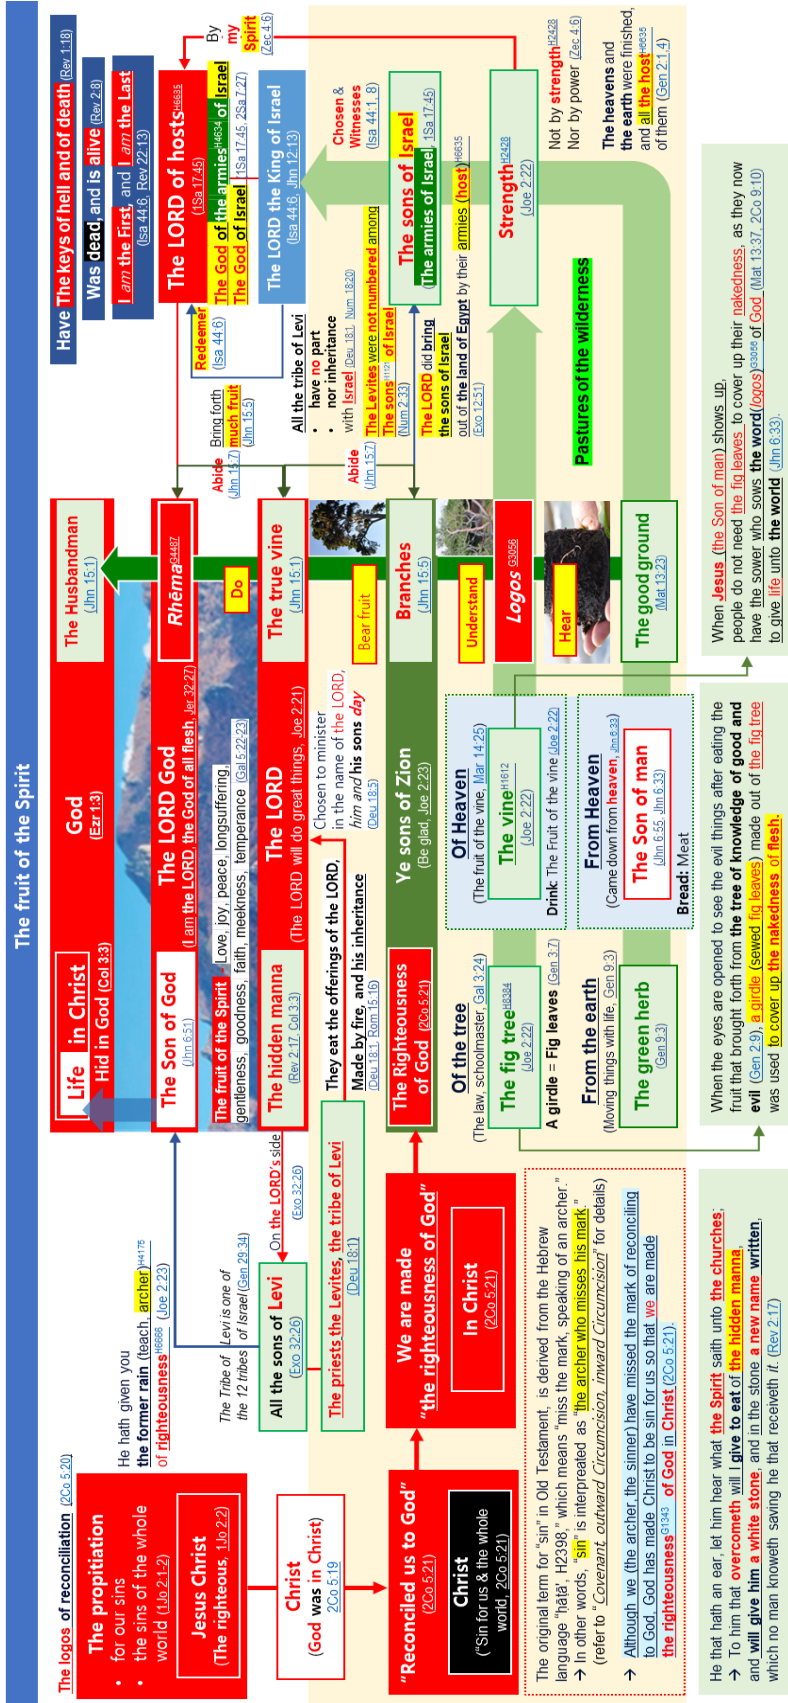 The fruit of the Spirit
The logos of reconciliation (2Co 5:20)
The propitiation
• for our sins
• the sins of the whole
world (1Jo 2:1-2)
Jesus Christ
(The righteous, 1Jo 2:2)
Christ
(God was in Christ)
2Co 5:19
"Reconciled us to God"
(2Co 5:21)
Christ
("Sin for us & the whole
world, 2Co 5:21)
He hath given you
the former rain (teach, archer)H4175
of righteousnessH6666 (Joe 2:23)
The Tribe of Levi is one of
the 12 tribes of Israel (Gen 29:34)
All the sons of Levi
(Exo 32:26)
On the LORD's side
(Exo 32:26)
The priests the Levites, the tribe of Levi
(Deu 18:1)
We are made
"the righteousness of God"
In Christ
(2Co 5:21)
The original term for "sin" in Old Testament, is derived from the Hebrew
language "hâtâ', H2398," which means "miss the mark, speaking of an archer."
→ In other words, "sin" is interpreated as "the archer who misses his mark."
(refer to "Covenant, outward Circumcision, inward Circumcision" for details)
→ Although we (the archer, the sinner) have missed the mark of reconciling
to God, God has made Christ to be sin for us so that we are made
the righteousnessG1343 of God in Christ (2Co 5:21).
He that hath an ear, let him hear what the Spirit saith unto the churches;
→ To him that overcometh will I give to eat of the hidden manna,
and will give him a white stone, and in the stone a new name written,
which no man knoweth saving he that receiveth it. (Rev 2:17)
Life in Christ
Hid in God (Col 3:3)
God
(Ezr 1:3)
The Husbandman
(Jhn 15:1)
The Son of God
(Jhn 6:51)
The LORD God
(I am the LORD, the God of all flesh, Jer 32:27)
RhēmaG4487
The fruit of the Spirit - Love, joy, peace, longsuffering,
gentleness, goodness, faith, meekness, temperance (Gal 5:22-23)
Do
The hidden manna
(Rev 2:17, Col 3:3)
The LORD
(The LORD will do great things, Joe 2:21)
The true vine
(Jhn 15:1)
They eat the offerings of the LORD,
Made by fire, and his inheritance
(Deu 18:1, Rom 15:16)
Chosen to minister
in the name of the LORD,
him and his sons day
(Deu 18:5)
Bear fruit
The Righteousness
of God (2Co 5:21)
Ye sons of Zion
(Be glad, Joe 2:23)
Branches
(Jhn 15:5)
Of the tree
(The law, schoolmaster, Gal 3:24)
The fig treeH8384
(Joe 2:22)
A girdle = Fig leaves (Gen 3:7)
Of Heaven
(The fruit of the vine, Mar 14:25)
The vineH1612
(Joe 2:22)
Drink: The Fruit of the vine (Joe 2:22)
Understand
Logos G3056
From the earth
(Moving things with life, Gen 9:3)
The green herb
(Gen 9:3)
From Heaven
(Came down from heaven, Jhn 6:33)
The Son of man
(Jhn 6:55, Jhn 6:33)
Bread: Meat
Hear
The good ground
(Mat 13:23)
When the eyes are opened to see the evil things after eating the
fruit that brought forth from the tree of knowledge of good and
evil (Gen 2:9), a girdle (sewed fig leaves) made out of the fig tree
was used to cover up the nakedness of flesh.
Have The keys of hell and of death (Rev 1:18)
Was dead, and is alive (Rev 2:8)
I am the First, and I am the Last
(Isa 44:6, Rev 22:13)
The LORD of hostsH6635
(1Sa 17:45)
The God of the armiesH4634 of Israel
The God of Israel (1Sa 17:45, 2Sa 7:27)
The LORD the King of Israel
(Isa 44:6, Jhn 12:13)
By
my
Spirit
(Zec 4:6)
Redeemer
(Isa 44:6)
Abide
(Jhn 15:7)
Bring forth
much fruit
(Jhn 15:5)
All the tribe of Levi
• have no part
• nor inheritance
with Israel (Deu 18:1, Num 18:20)
Abide
(Jhn 15:7)
The Levites were not numbered among
The sonsH1121 of Israel
(Num 2:33)
Chosen &
Witnesses
(Isa 44:1, 8)
The sons of Israel
(The armies of Israel, 1Sa 17:45)
The LORD did bring
the sons of Israel
out of the land of Egypt by their armies (host)H6635
(Exo 12:51)
StrengthH2428
(Joe 2:22)
Not by strengthH2428
Nor by power (Zec 4:6)
The heavens and
the earth were finished,
and all the hostH6635
of them (Gen 2:1,4)
Pastures of the wilderness
When Jesus (the Son of man) shows up,
people do not need the fig leaves to cover up their nakedness, as they now
have the sower who sows the word(logos)G3056 of God (Mat 13:37, 2Co 9:10)
to give life unto the world (Jhn 6:33).